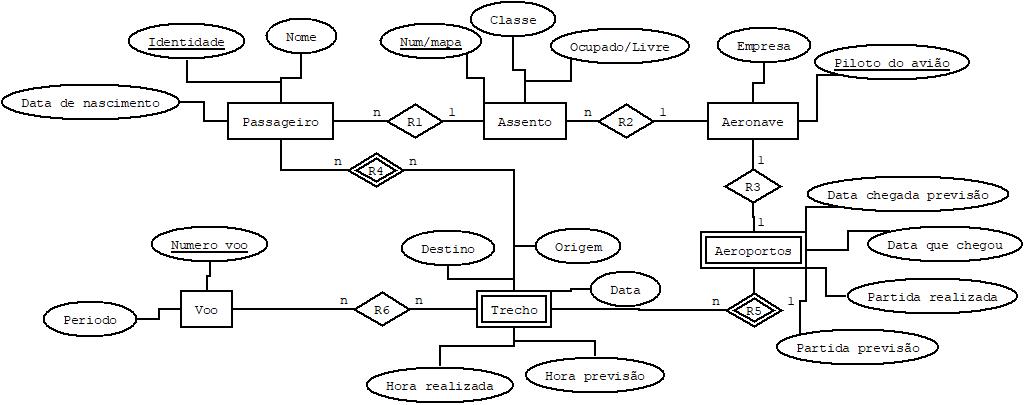 Classe
Identidade
Nome
Num/mapa
Ocupado/Livre
Empresa
Piloto do avião
Data de nascimento
Passageiro
n
R1
1
Assento
n
R2
1
Aeronave
n
R4
n
1
R3
1
Data chegada previsão
Numero voo
Destino
Origem
Aeroportos
Data que chegou
Data
Periodo
Voo
n
R6
n
Trecho
n
R5
1
Partida realizada
Partida previsão
Hora realizada
Hora previsão